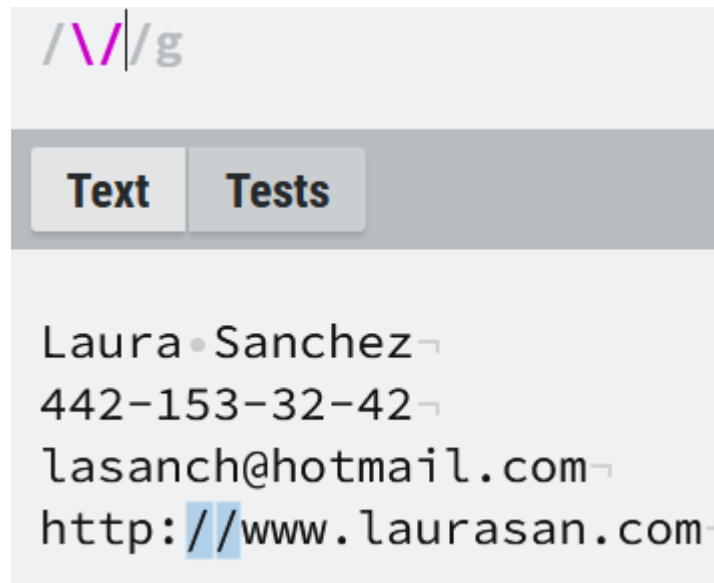 /\//g
Text Tests
Laura•Sanchez¬
442-153-32-42¬
lasanch@hotmail.com¬
http://www.laurasan.com¬